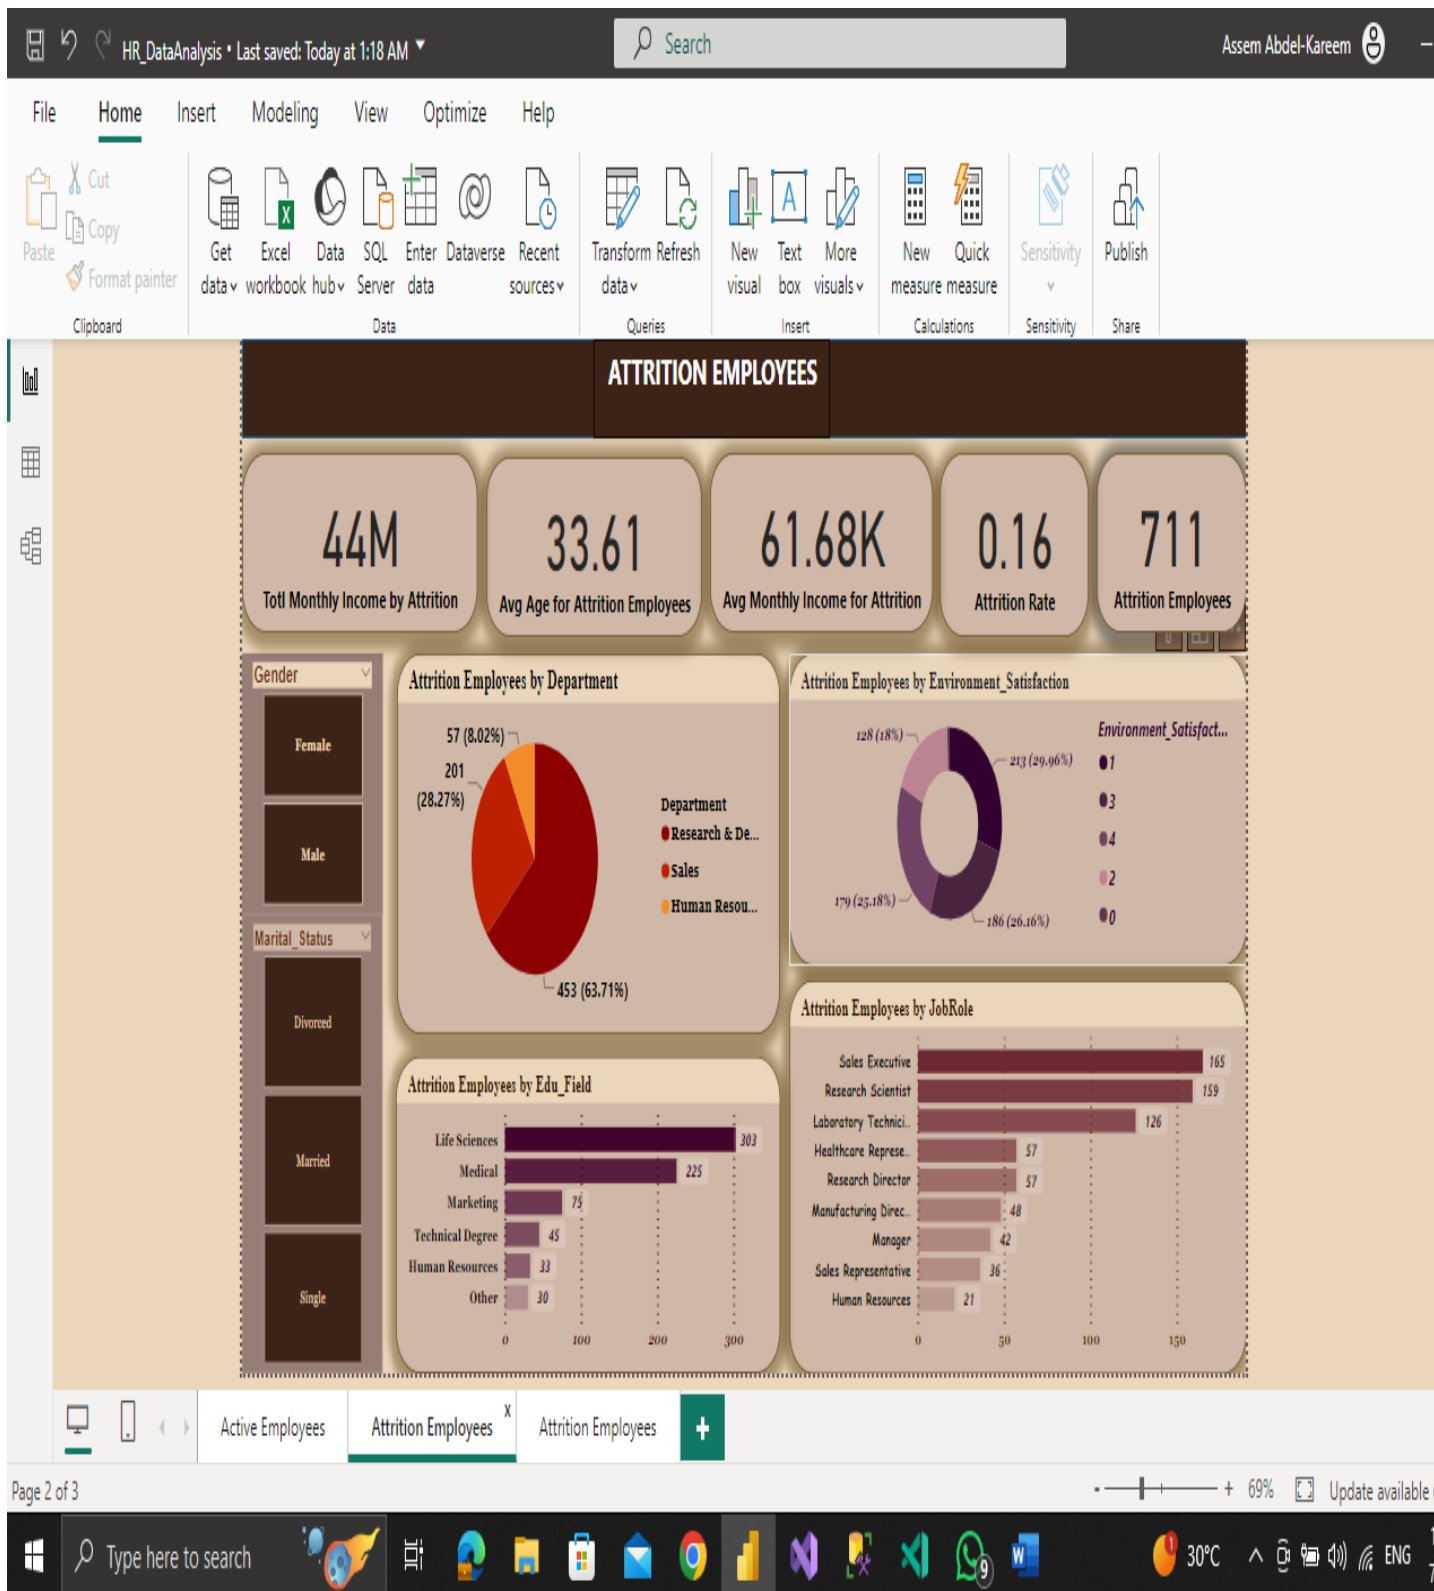 HR_DataAnalysis • Last saved: Today at 1:18 AM
Search
Assem Abdel-Kareem
File Home Insert Modeling View Optimize Help
Paste
Cut
Copy
Format painter
Clipboard
Get data
Excel workbook
Data hub
SQL Server
Enter data
Dataverse
Recent sources
Data
Transform data
Refresh
Queries
New visual
Text box
More visuals
Insert
New measure
Quick measure
Calculations
Sensitivity
Sensitivity
Publish
Share
ATTRITION EMPLOYEES
44M
Totl Monthly Income by Attrition
33.61
Avg Age for Attrition Employees
61.68K
Avg Monthly Income for Attrition
0.16
Attrition Rate
711
Attrition Employees
Gender
Female
Male
Marital_Status
Divorced
Married
Single
Attrition Employees by Department
57 (8.02%)
201
(28.27%)
453 (63.71%)
Department
Research & De...
Sales
Human Resou...
Attrition Employees by Environment_Satisfaction
128 (18%)
213 (29.96%)
179 (25.18%)
186 (26.16%)
Environment_Satisfact...
1
3
4
2
0
Attrition Employees by Edu_Field
Life Sciences 303
Medical 225
Marketing 75
Technical Degree 45
Human Resources 33
Other 30
0 100 200 300
Attrition Employees by JobRole
Sales Executive 165
Research Scientist 159
Laboratory Technici... 126
Healthcare Represe... 57
Research Director 57
Manufacturing Direc... 48
Manager 42
Sales Representative 36
Human Resources 21
0 50 100 150
Active Employees
Attrition Employees x
Attrition Employees
+
Page 2 of 3
- + 69%
Update available
Type here to search
9
1
30°C
ENG